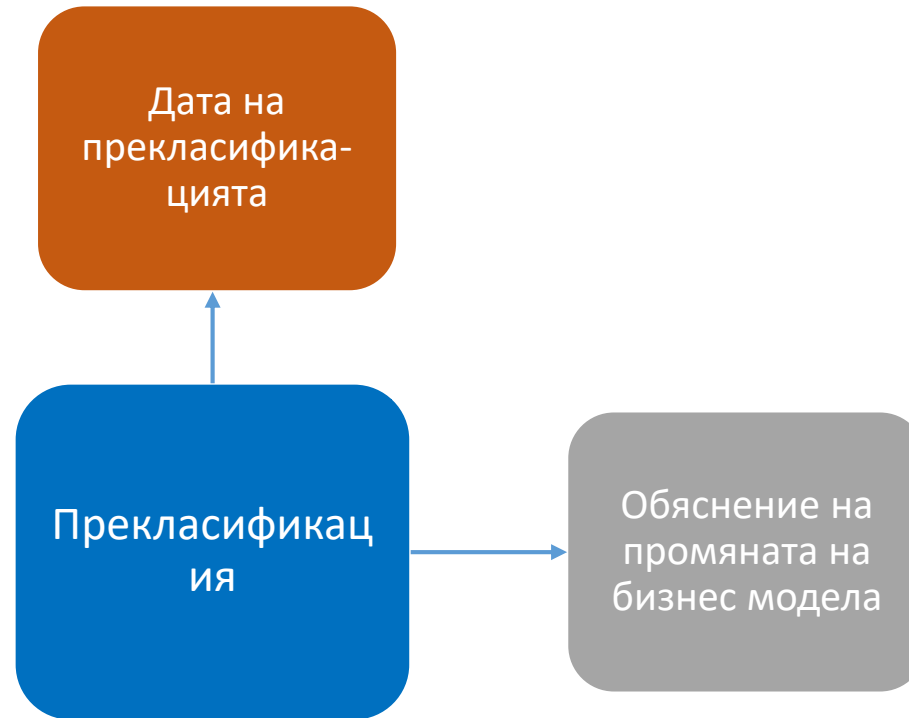 Дата на
прекласифика-
цията
Прекласификац
ия
Обяснение на
промяната на
бизнес модела